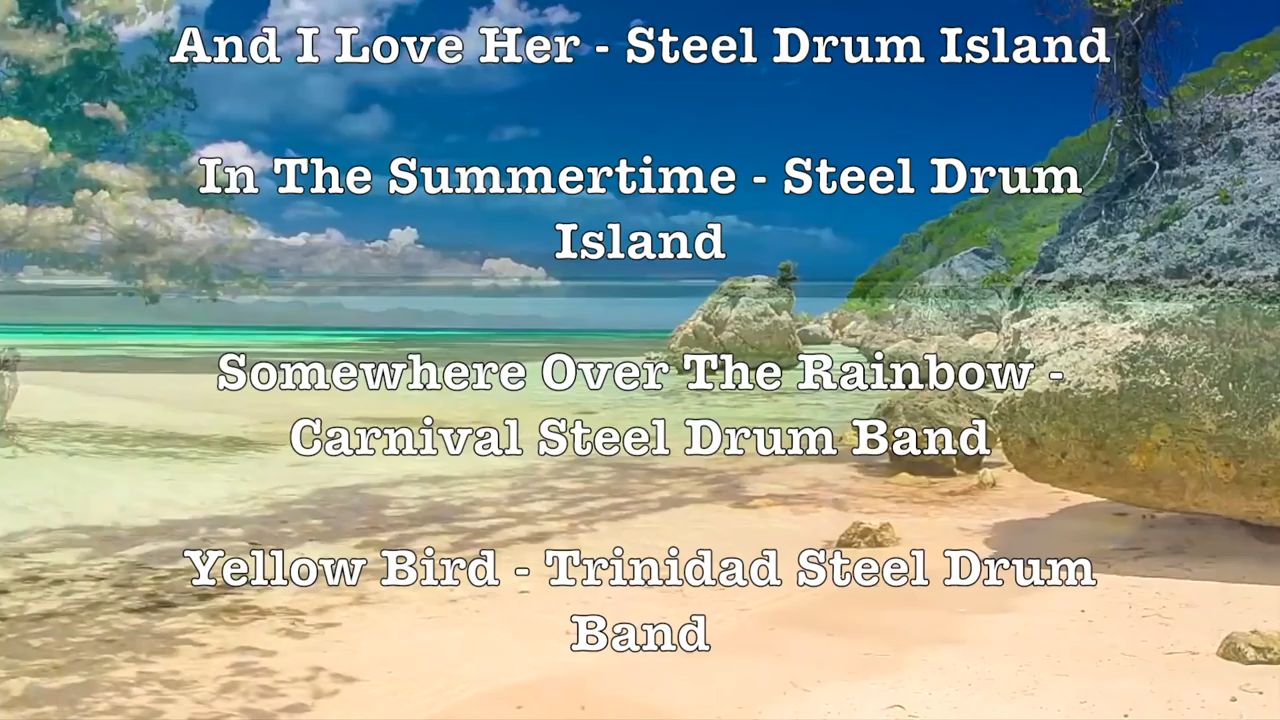 And I Love Her - Steel Drum Island
In The Summertime - Steel Drum
Island
Somewhere Over The Rainbow -
Carnival Steel Drum Band
Yellow Bird - Trinidad Steel Drum
Band